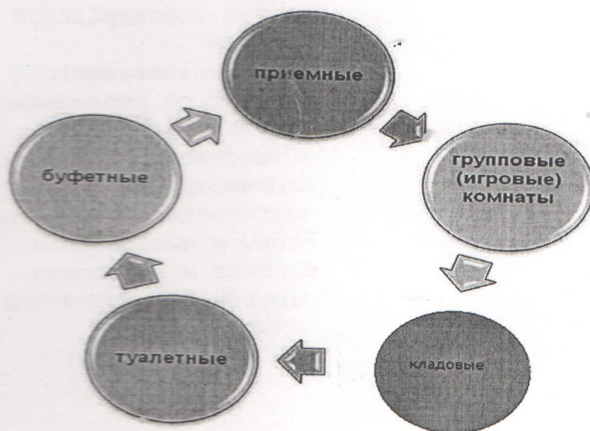 приемные
групповые
(игровые)
комнаты
кладовые
туалетные
буфетные